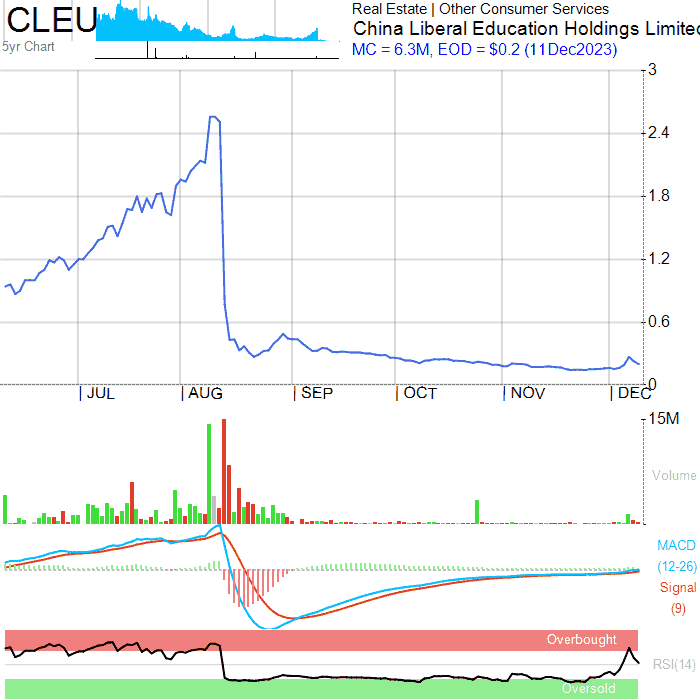 CLEU
5yr Chart
Real Estate | Other Consumer Services
China Liberal Education Holdings Limited
MC = 6.3M, EOD = $0.2 (11Dec2023)
3
2.4
1.8
1.2
0.6
0
| JUL
| AUG
| SEP
| OCT
| NOV
| DEC
15M
Volume
MACD
(12-26)
Signal
(9)
Overbought
RSI(14)
Oversold